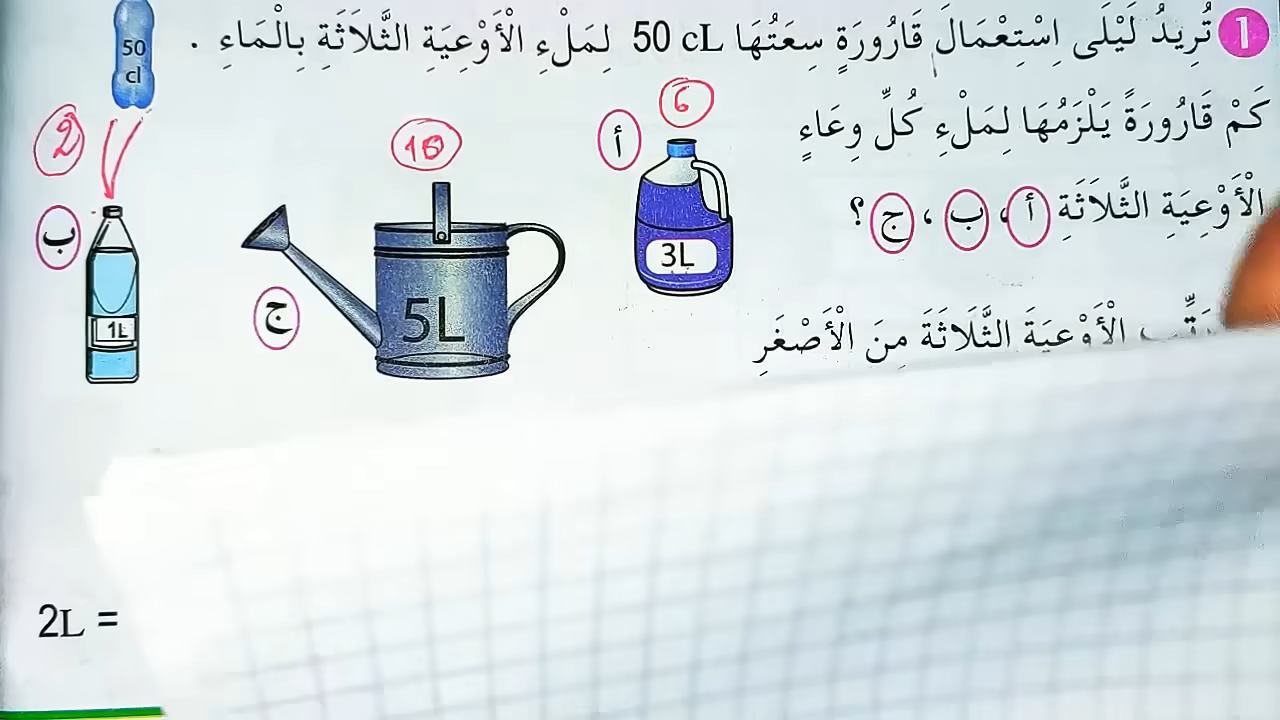 1 تُرِيدُ لَيْلَى اِسْتِعْمَالَ قَارُورَةٍ سِعَتُهَا 50 cL لِمَلْءِ الْأَوْعِيَةِ الثَّلَاثَةِ بِالْمَاءِ .
50
cl
كَمْ قَارُورَةً يَلْزَمُهَا لِمَلْءِ كُلِّ وِعَاءٍ
الْأَوْعِيَةِ الثَّلَاثَةِ أ ، ب ، ج ؟
أ
6
3L
10
ج
5L
2
ب
1L
رَتِّب الْأَوْعِيَةَ الثَّلَاثَةَ مِنَ الْأَصْغَرِ
2L =